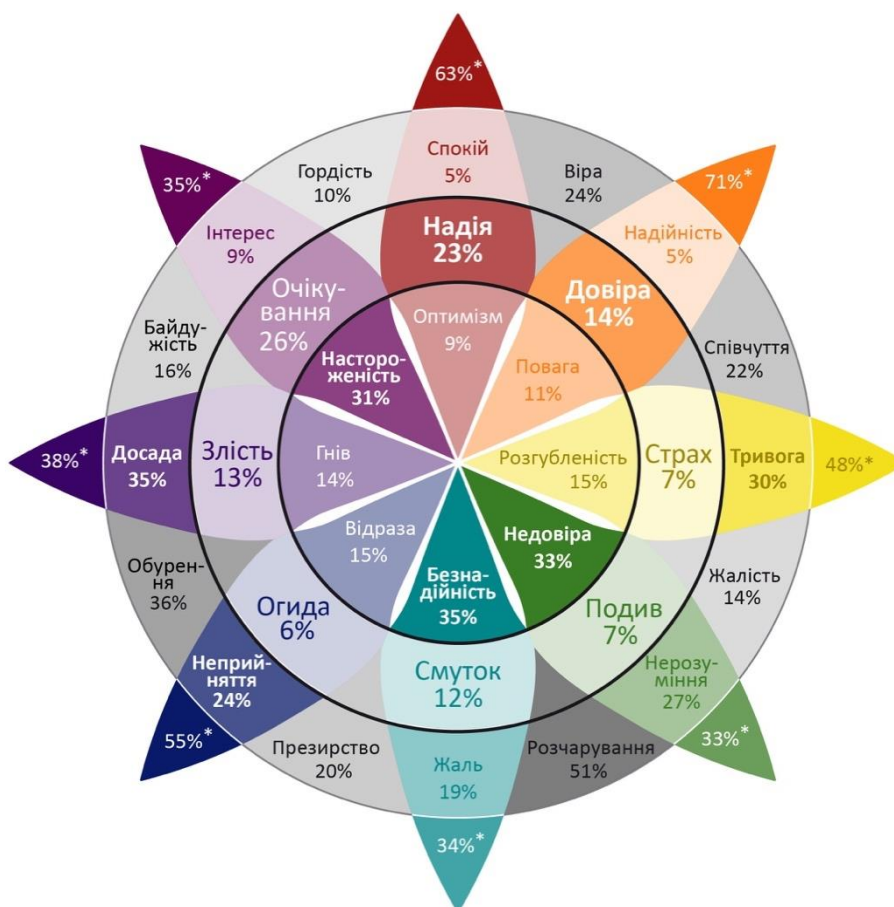 63%*
Спокій
5%
Гордість
10%
Віра
24%
35%*
71%*
Інтерес
9%
Надія
23%
Надійність
5%
Очіку-
вання
26%
Довіра
14%
Оптимізм
9%
Байду-
жість
16%
Насторо-
женість
31%
Повага
11%
Співчуття
22%
38%*
Досада
35%
Злість
13%
Гнів
14%
Розгубленість
15%
Страх
7%
Тривога
30%
48%*
Відраза
15%
Недовіра
33%
Обурен-
ня
36%
Безна-
дійність
35%
Жалість
14%
Огида
6%
Подив
7%
Неприй-
няття
24%
Смуток
12%
Нерозу-
міння
27%
55%*
33%*
Презирство
20%
Жаль
19%
Розчарування
51%
34%*